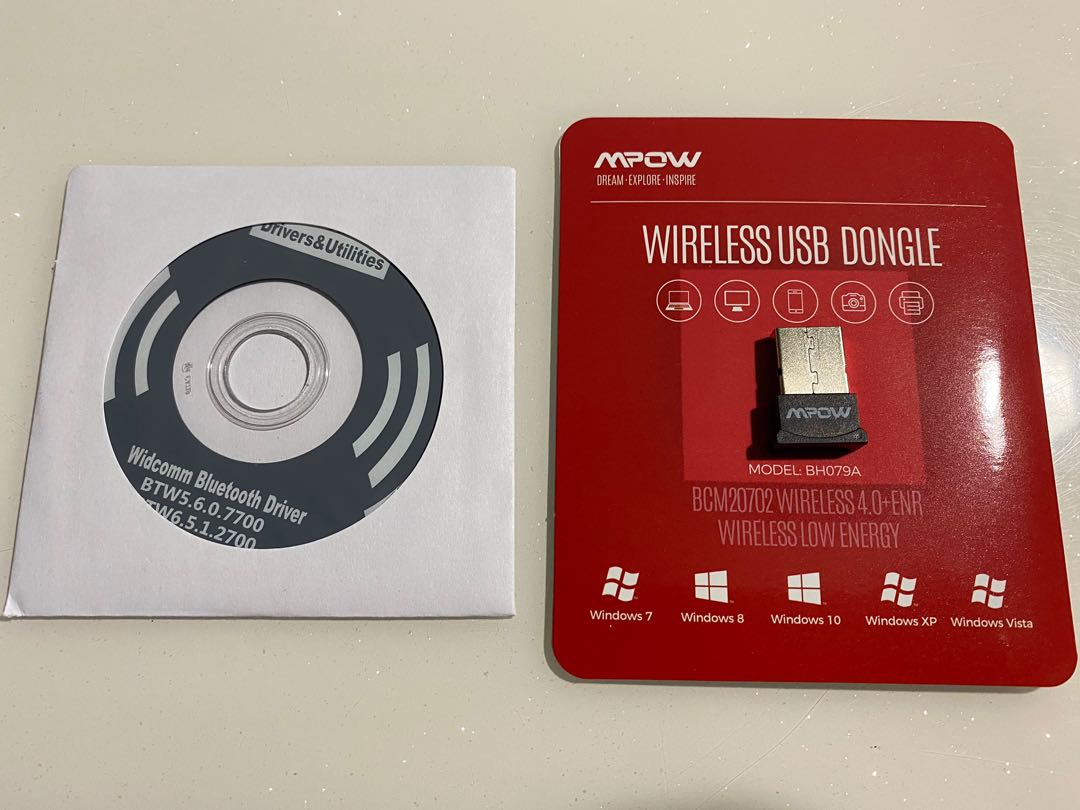 Drivers&Utilities
Widcomm Bluetooth Driver
BTW5.6.0.7700
TW6.5.1.2700
MPOW
DREAM·EXPLORE·INSPIRE
WIRELESS USB DONGLE
MPOW
MODEL: BH079A
BCM20702 WIRELESS 4.0+ENR
WIRELESS LOW ENERGY
Windows 7
Windows 8
Windows 10
Windows XP
Windows Vista